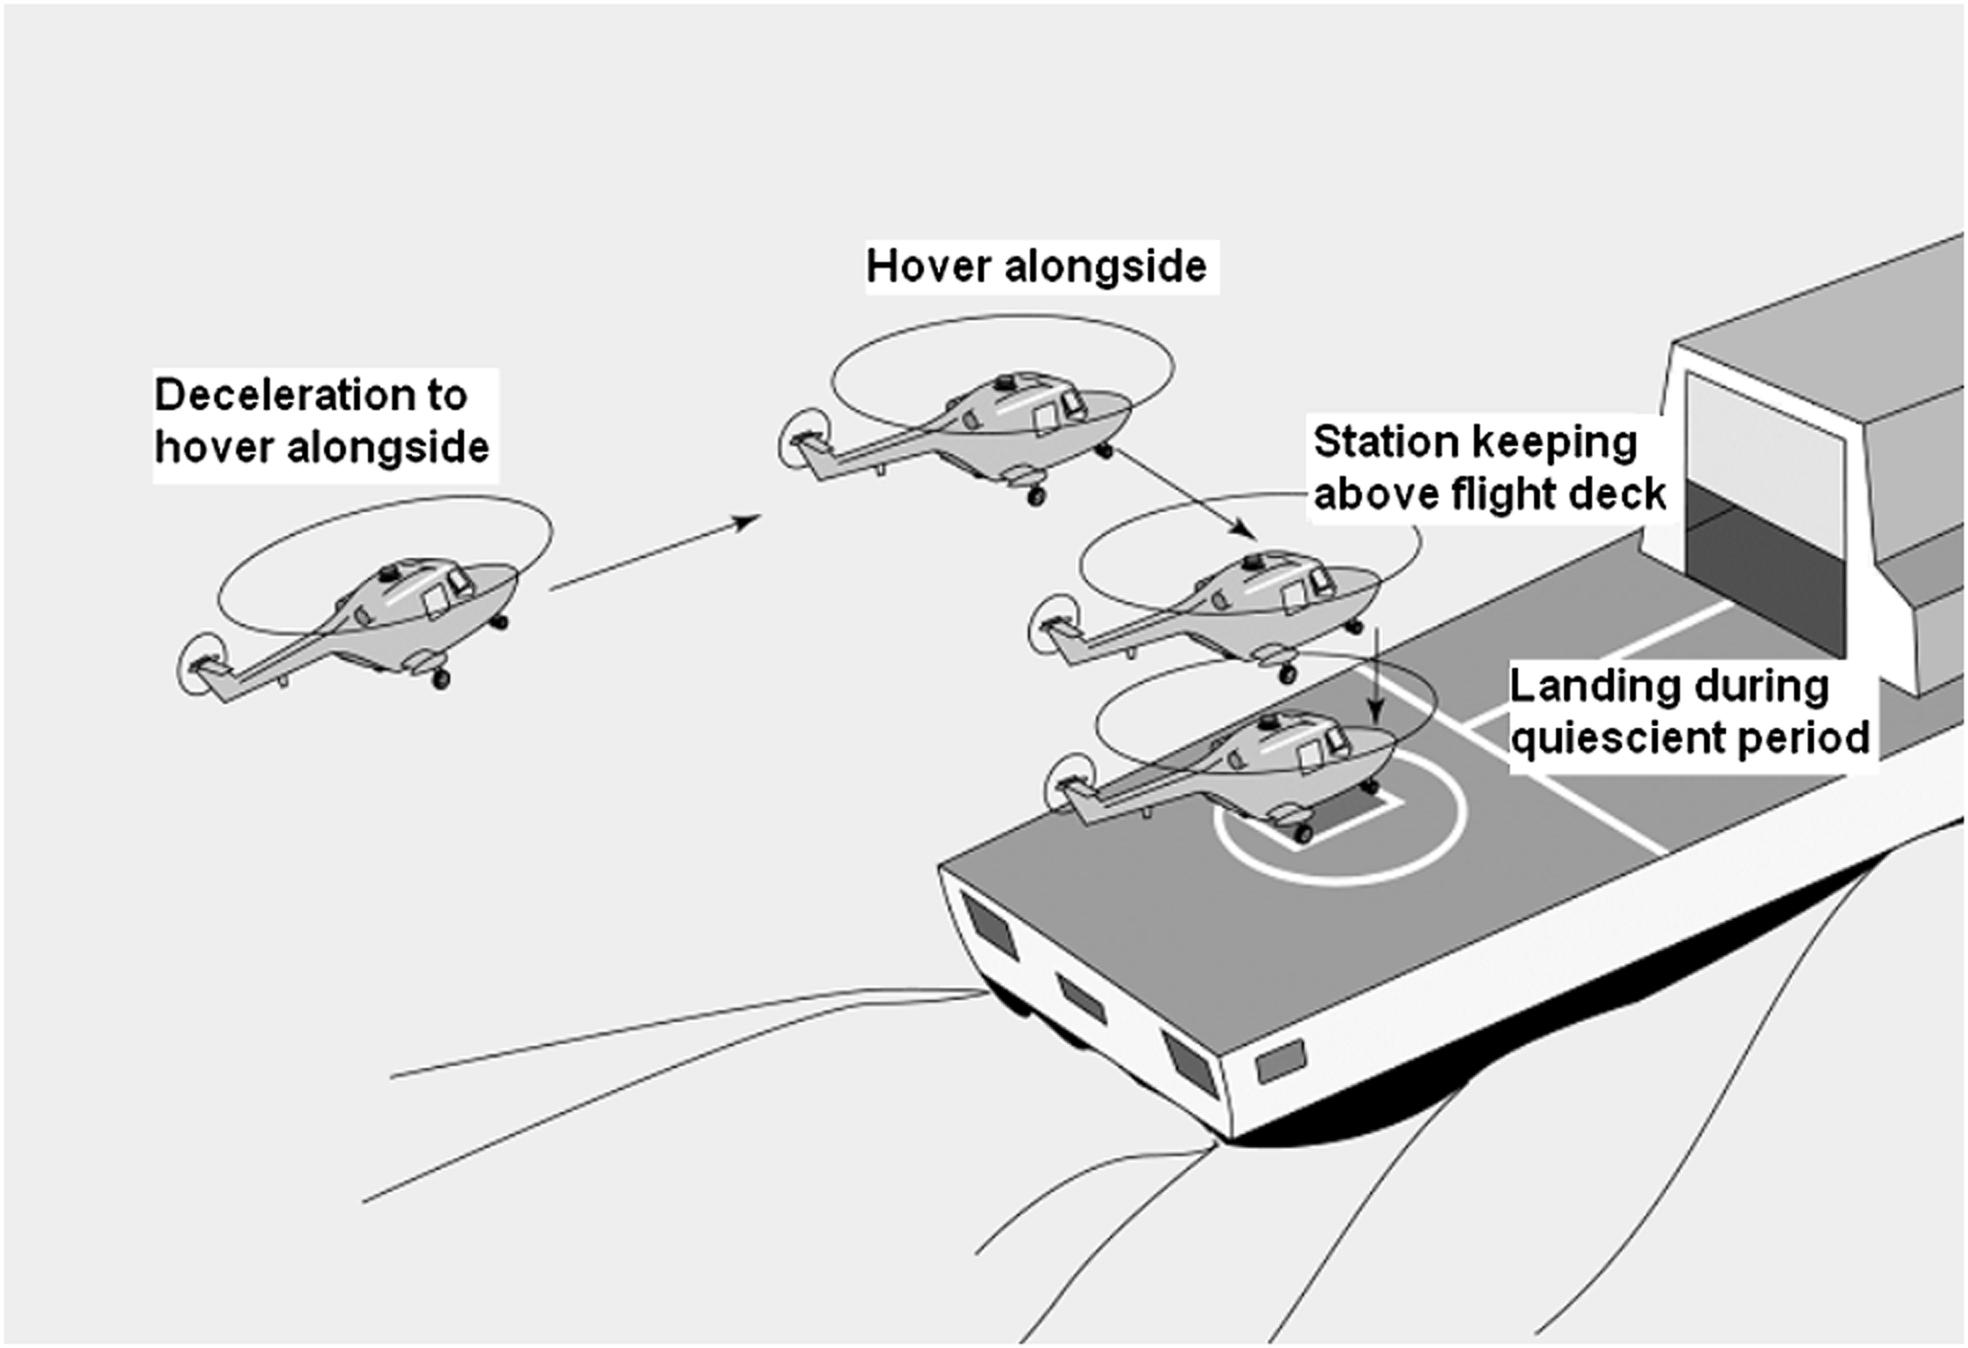 Hover alongside
Deceleration to
hover alongside
Station keeping
above flight deck
Landing during
quiescient period